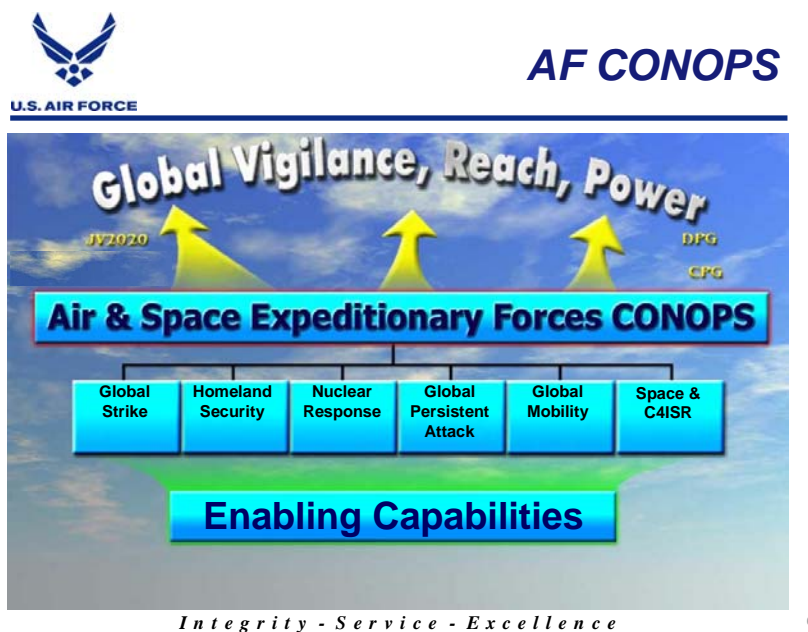 U.S. AIR FORCE
AF CONOPS
Global Vigilance, Reach, Power
JV2020
DPG
CPG
Air & Space Expeditionary Forces CONOPS
Global
Strike
Homeland
Security
Nuclear
Response
Global
Persistent
Attack
Global
Mobility
Space &
C4ISR
Enabling Capabilities
Integrity - Service - Excellence